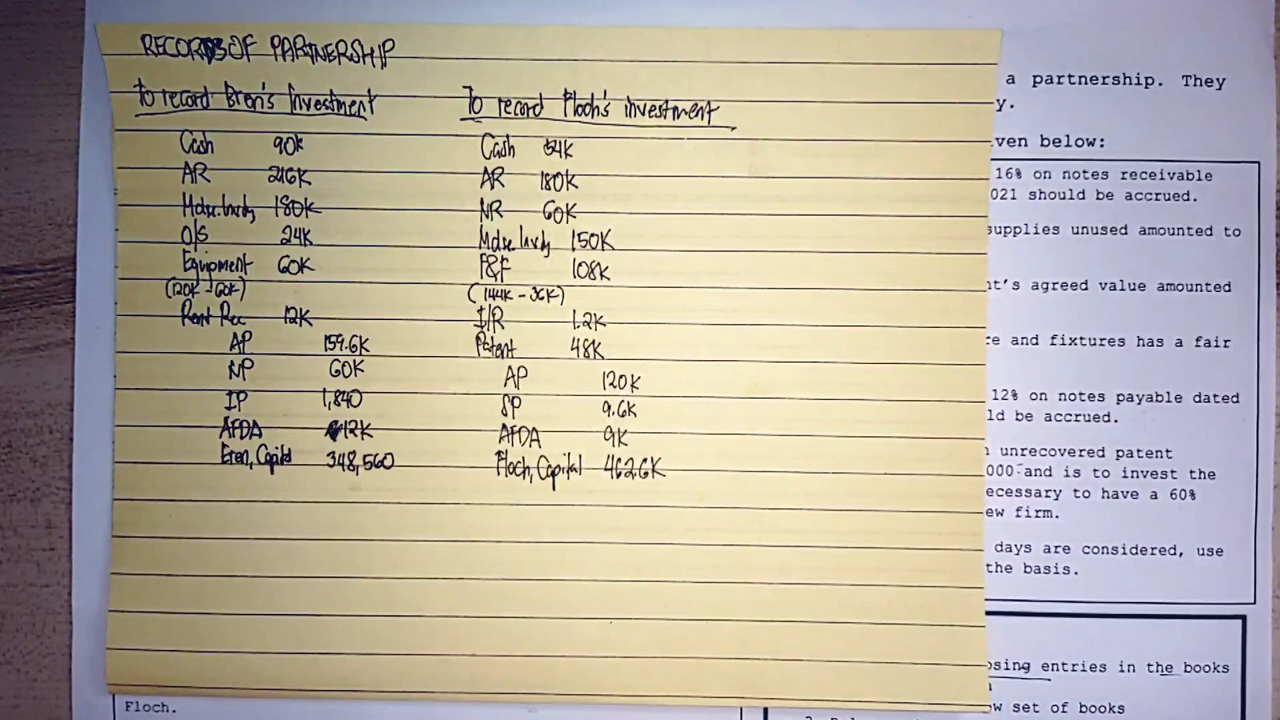 RECORDS OF PARTNERSHIP
To record Eren's Investment
Cash 90K
AR 216K
Mdse. Invty 180K
O/S 24K
Equipment 60K
(120K - 60K)
Rent Rec 12K
AP 159.6K
NP 60K
IP 1,840
AFDA 12K
Eren, Capital 348,560
To record Floch's investment
Cash 54K
AR 180K
NR 60K
Mdse. Invty 150K
F&F 108K
(144K - 36K)
I/R 1.2K
Patent 48K
AP 120K
SP 9.6K
AFDA 9K
Floch, Capital 462.6K
a partnership. They
y.
ven below:
16% on notes receivable
021 should be accrued.
supplies unused amounted to
nt's agreed value amounted
re and fixtures has a fair
12% on notes payable dated
ld be accrued.
unrecovered patent
000 and is to invest the
ecessary to have a 60%
ew firm.
days are considered, use
the basis.
osing entries in the books
ow set of books
Floch.